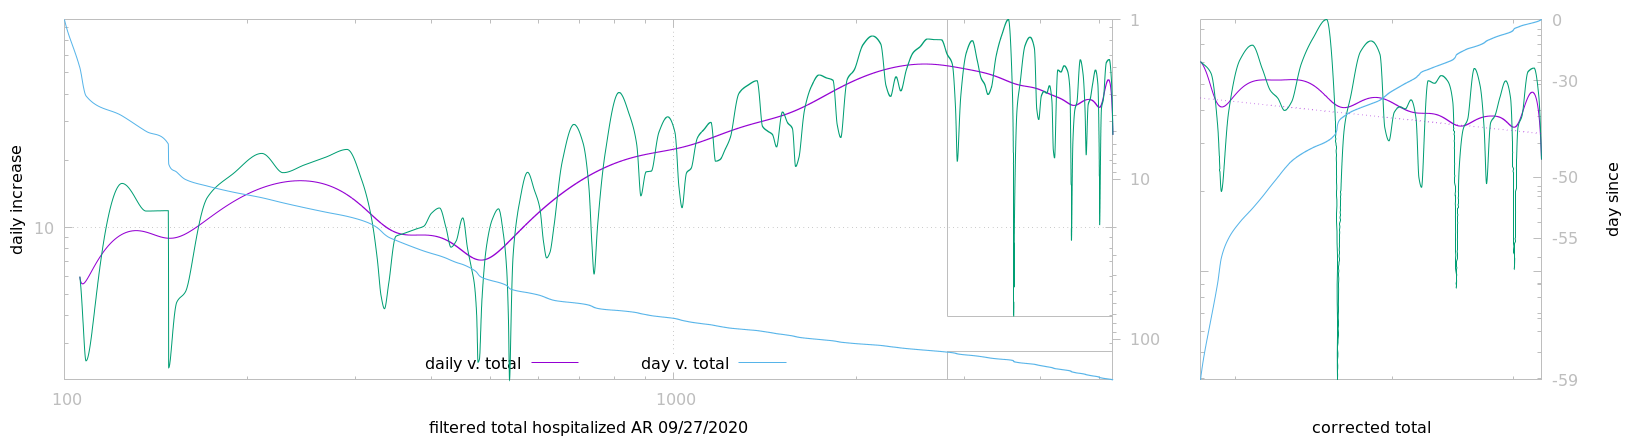 daily increase
10
100
1000
daily v. total
day v. total
filtered total hospitalized AR 09/27/2020
1
10
100
0
-30
-50
-55
-59
day since
corrected total